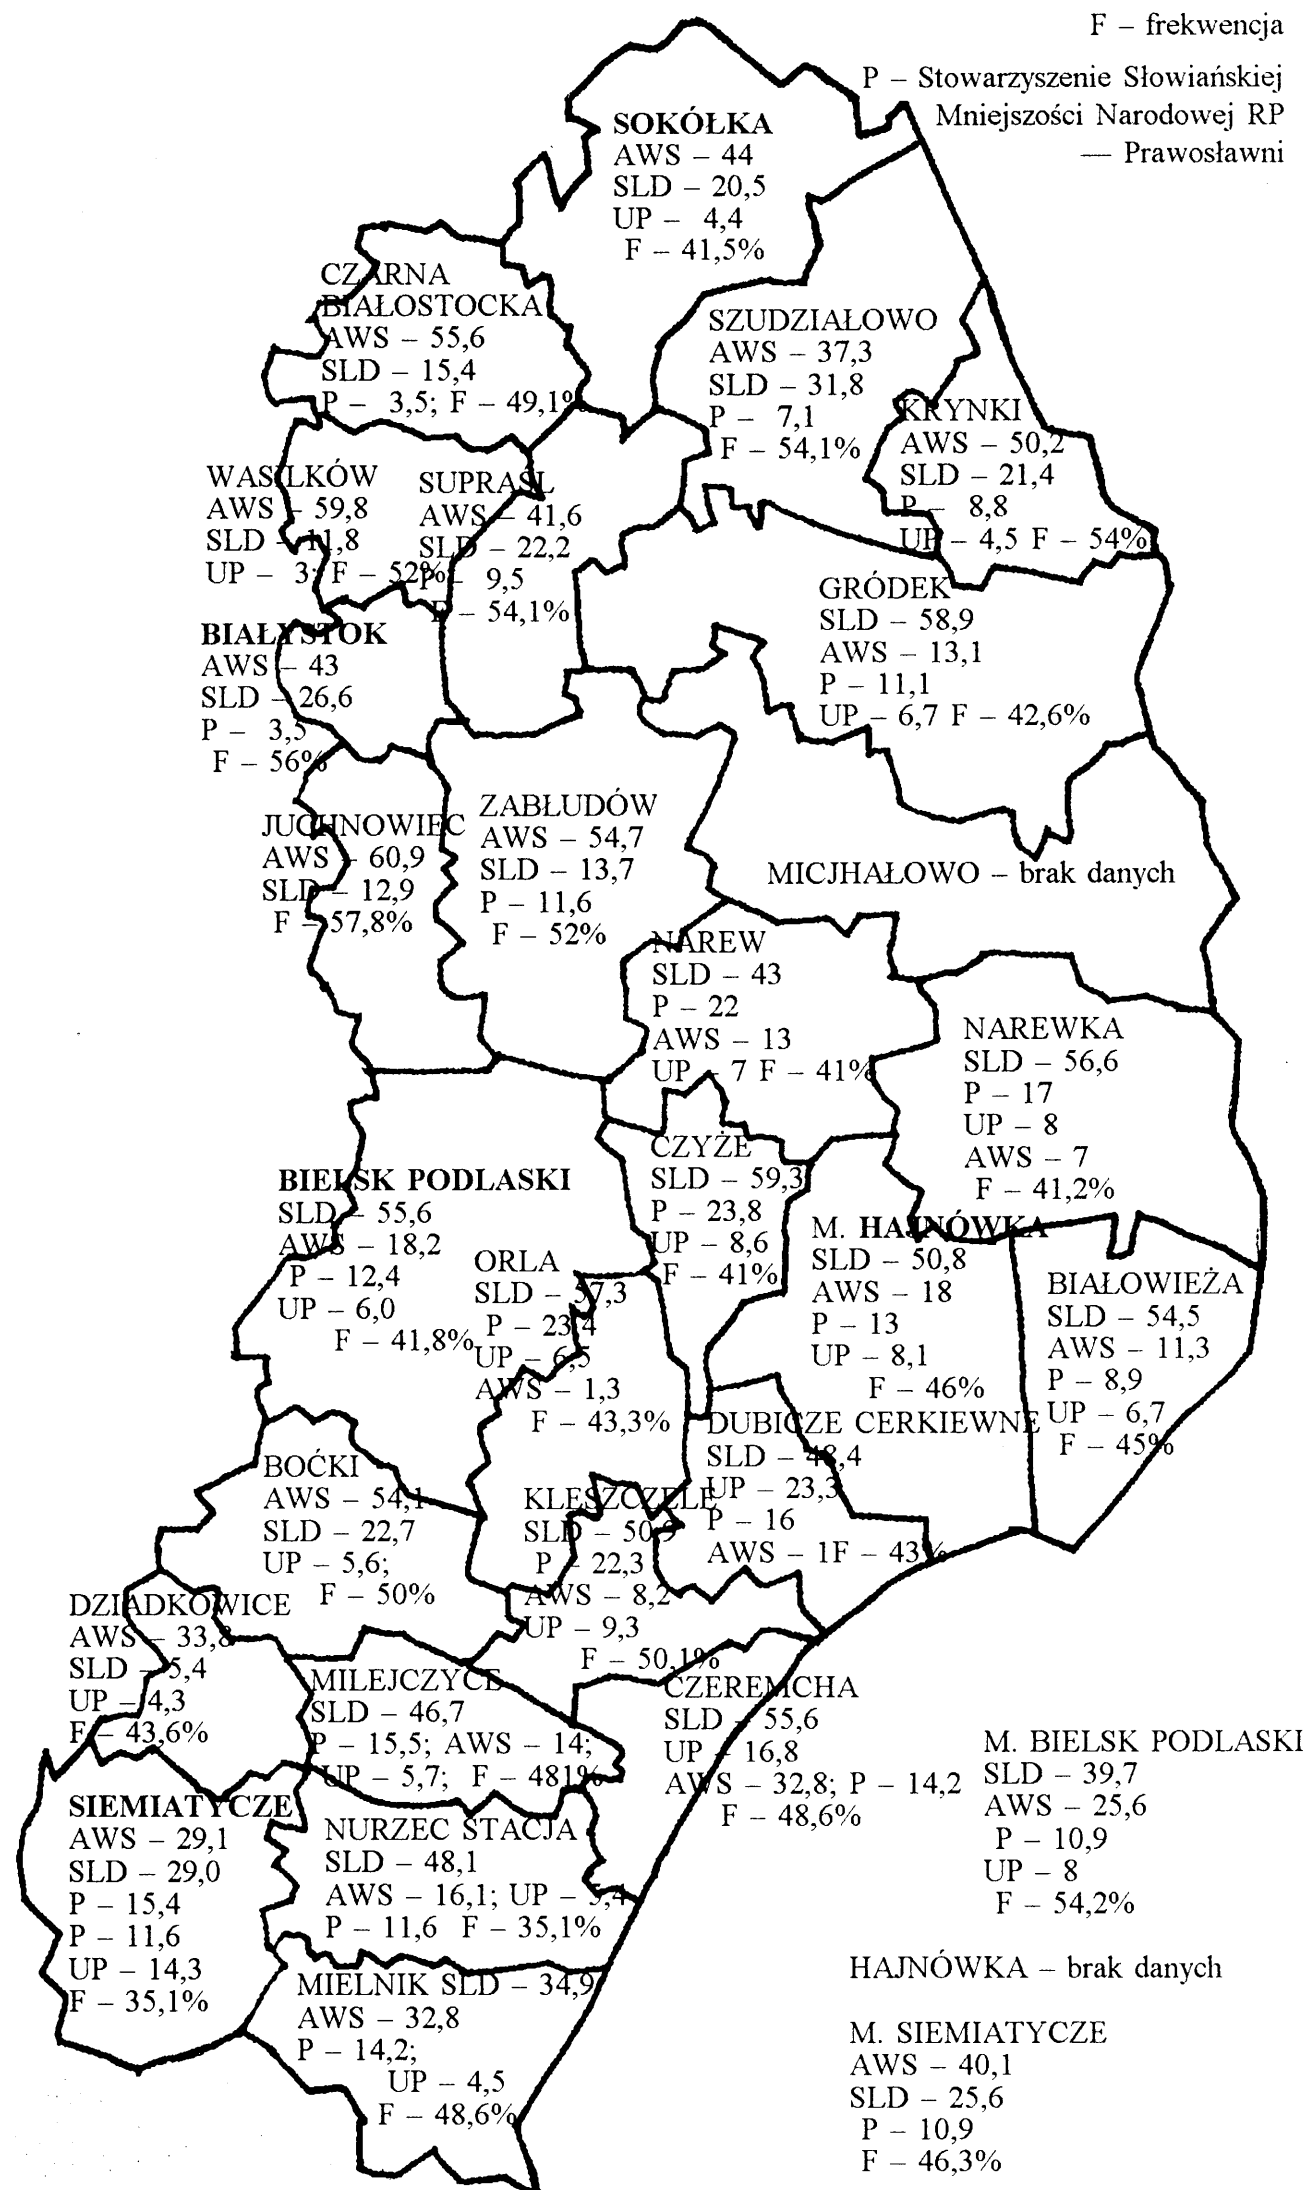 F – frekwencja
P – Stowarzyszenie Słowiańskiej
Mniejszości Narodowej RP
— Prawosławni
SOKÓŁKA
AWS – 44
SLD – 20,5
UP – 4,4
F – 41,5%
CZARNA
BIAŁOSTOCKA
AWS – 55,6
SLD – 15,4
P – 3,5; F – 49,1%
SZUDZIAŁOWO
AWS – 37,3
SLD – 31,8
P – 7,1
F – 54,1%
KRYNKI
AWS – 50,2
SLD – 21,4
P – 8,8
UP – 4,5 F – 54%
WASILKÓW
AWS – 59,8
SLD – 11,8
UP – 3; F – 52%
SUPRAŚL
AWS – 41,6
SLD – 22,2
P – 9,5
F – 54,1%
GRÓDEK
SLD – 58,9
AWS – 13,1
P – 11,1
UP – 6,7 F – 42,6%
BIAŁYSTOK
AWS – 43
SLD – 26,6
P – 3,5
F – 56%
JUCHNOWIEC
AWS – 60,9
SLD – 12,9
F – 57,8%
ZABŁUDÓW
AWS – 54,7
SLD – 13,7
P – 11,6
F – 52%
MICJHAŁOWO – brak danych
NAREW
SLD – 43
P – 22
AWS – 13
UP – 7 F – 41%
NAREWKA
SLD – 56,6
P – 17
UP – 8
AWS – 7
F – 41,2%
BIELSK PODLASKI
SLD – 55,6
AWS – 18,2
P – 12,4
UP – 6,0
F – 41,8%
CZYŻE
SLD – 59,3
P – 23,8
UP – 8,6
F – 41%
M. HAJNÓWKA
SLD – 50,8
AWS – 18
P – 13
UP – 8,1
F – 46%
ORLA
SLD – 57,3
P – 23,4
UP – 6,5
AWS – 1,3
F – 43,3%
BIAŁOWIEŻA
SLD – 54,5
AWS – 11,3
P – 8,9
UP – 6,7
F – 45%
DUBICZE CERKIEWNE
SLD – 48,4
UP – 23,3
P – 16
AWS – 1F – 43%
BOĆKI
AWS – 54,1
SLD – 22,7
UP – 5,6;
F – 50%
KLESZCZELE
SLD – 50,9
P – 22,3
AWS – 8,2
UP – 9,3
F – 50,1%
DZIADKOWICE
AWS – 33,8
SLD – 5,4
UP – 4,3
F – 43,6%
MILEJCZYCE
SLD – 46,7
P – 15,5; AWS – 14;
UP – 5,7; F – 481%
CZEREMCHA
SLD – 55,6
UP – 16,8
AWS – 32,8; P – 14,2
F – 48,6%
M. BIELSK PODLASKI
SLD – 39,7
AWS – 25,6
P – 10,9
UP – 8
F – 54,2%
SIEMIATYCZE
AWS – 29,1
SLD – 29,0
P – 15,4
P – 11,6
UP – 14,3
F – 35,1%
NURZEC STACJA
SLD – 48,1
AWS – 16,1; UP – 5,4
P – 11,6 F – 35,1%
MIELNIK SLD – 34,9
AWS – 32,8
P – 14,2;
UP – 4,5
F – 48,6%
HAJNÓWKA – brak danych
M. SIEMIATYCZE
AWS – 40,1
SLD – 25,6
P – 10,9
F – 46,3%